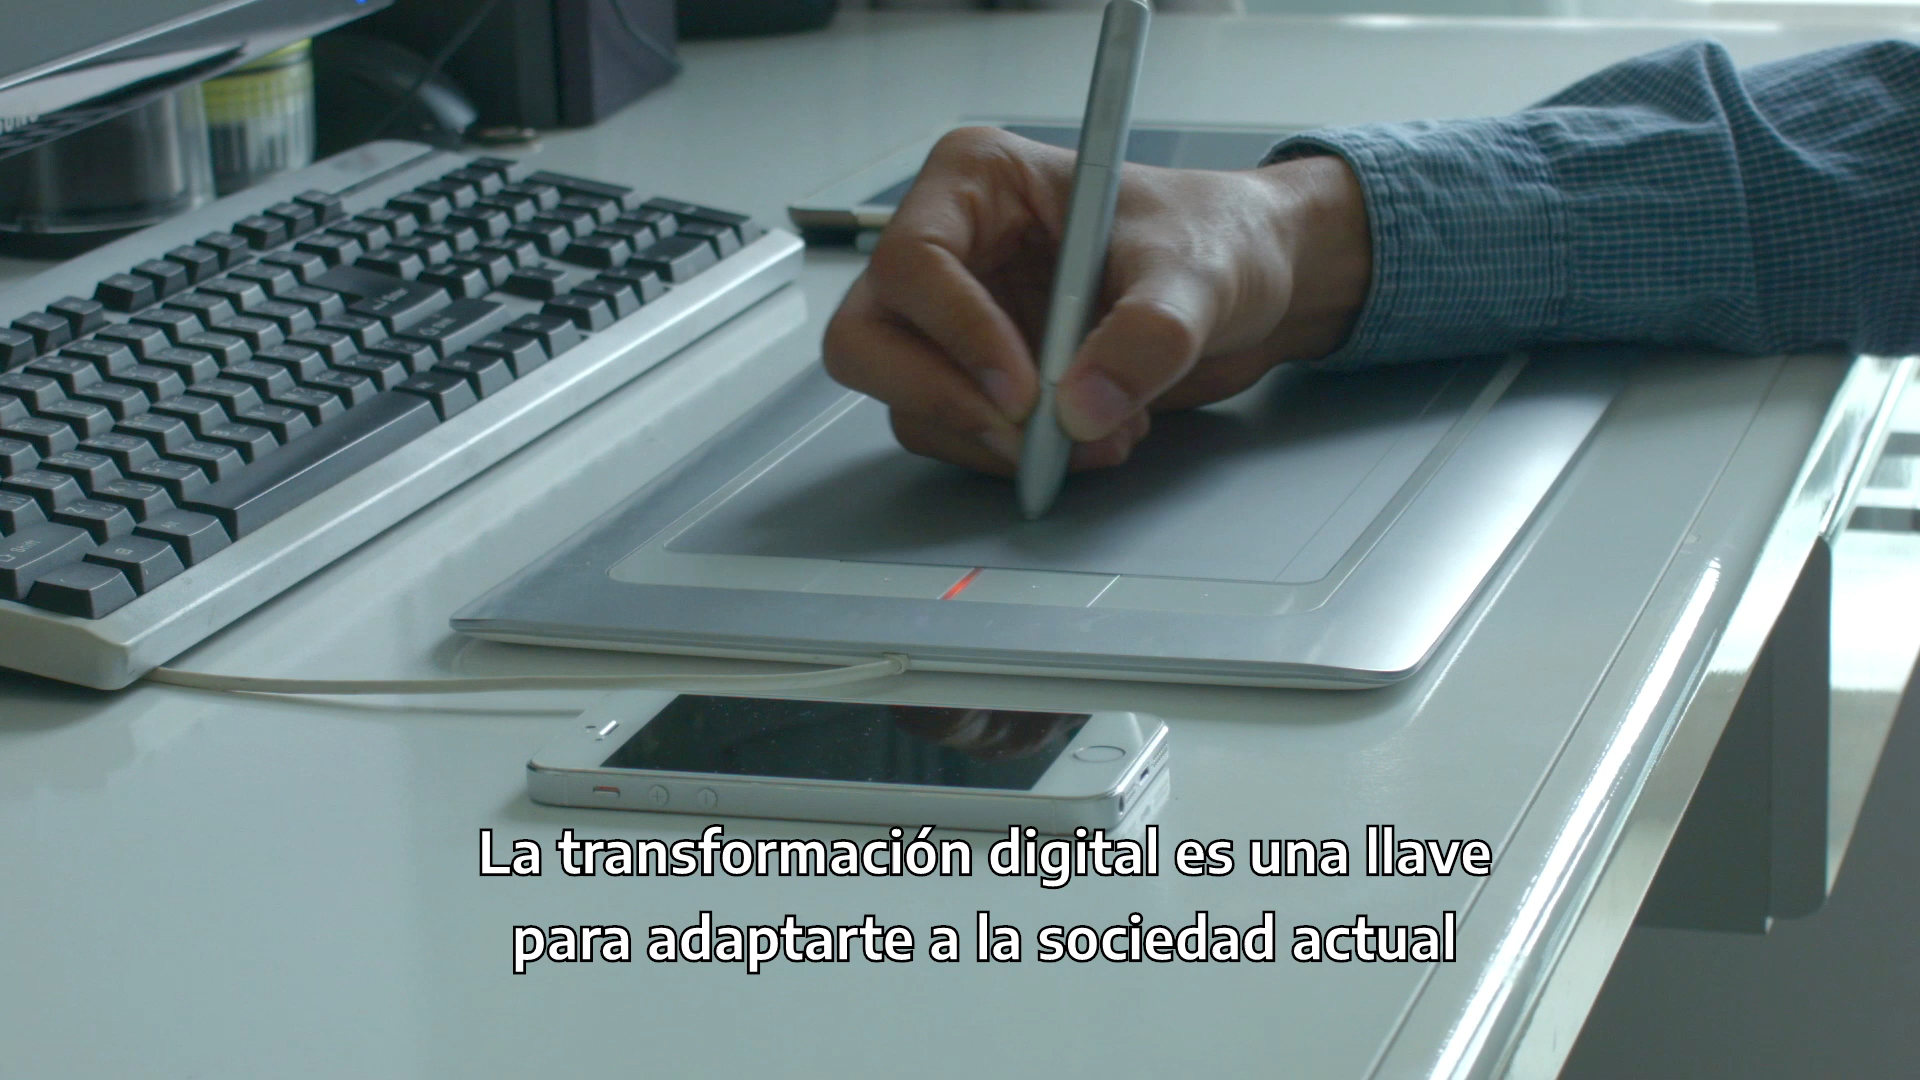 La transformación digital es una llave
para adaptarte a la sociedad actual